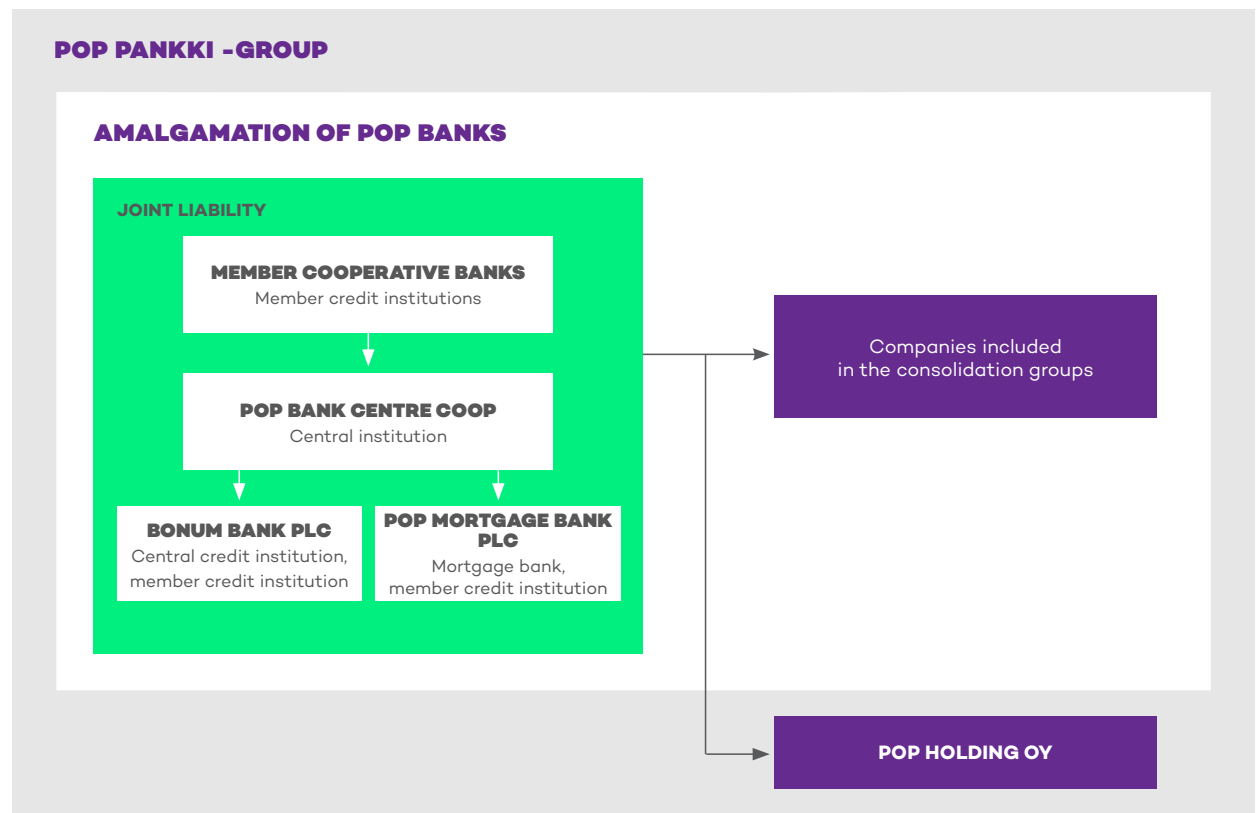 POP PANKKI -GROUP
AMALGAMATION OF POP BANKS
JOINT LIABILITY
MEMBER COOPERATIVE BANKS
Member credit institutions
POP BANK CENTRE COOP
Central institution
BONUM BANK PLC
Central credit institution,
member credit institution
POP MORTGAGE BANK
PLC
Mortgage bank,
member credit institution
Companies included
in the consolidation groups
POP HOLDING OY